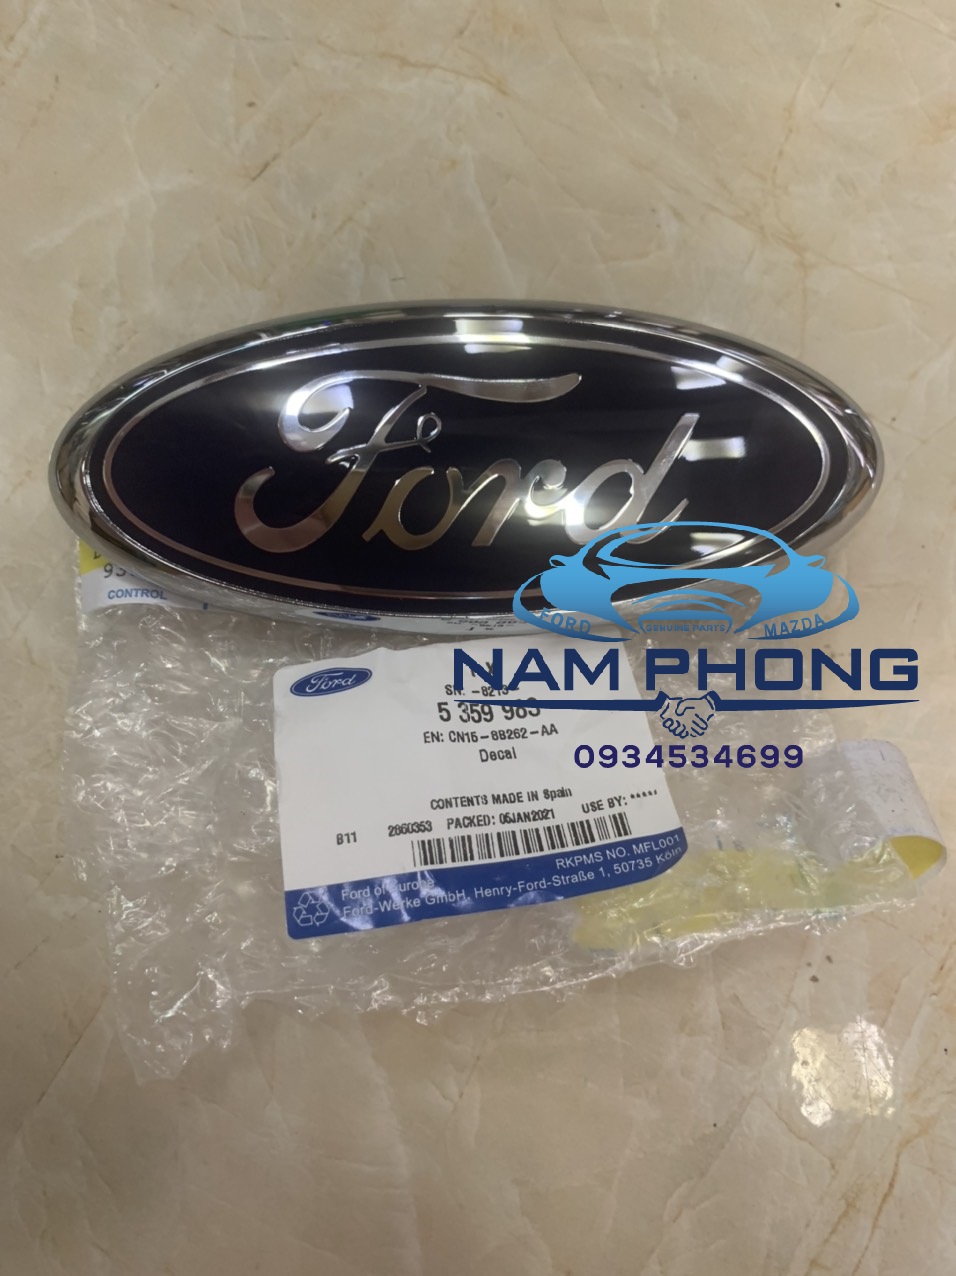 Ford
CONTROL
Ford
5 359 983
EN: CN15-8B262-AA
Decal
CONTENTS MADE IN Spain
B11 2860353 PACKED: 05JAN2021 USE BY: *****
RKPMS NO. MFL001
Ford of Europe
Ford-Werke GmbH, Henry-Ford-Straße 1, 50735 Köln
FORD GENUINE PARTS MAZDA
NAM PHONG
0934534699